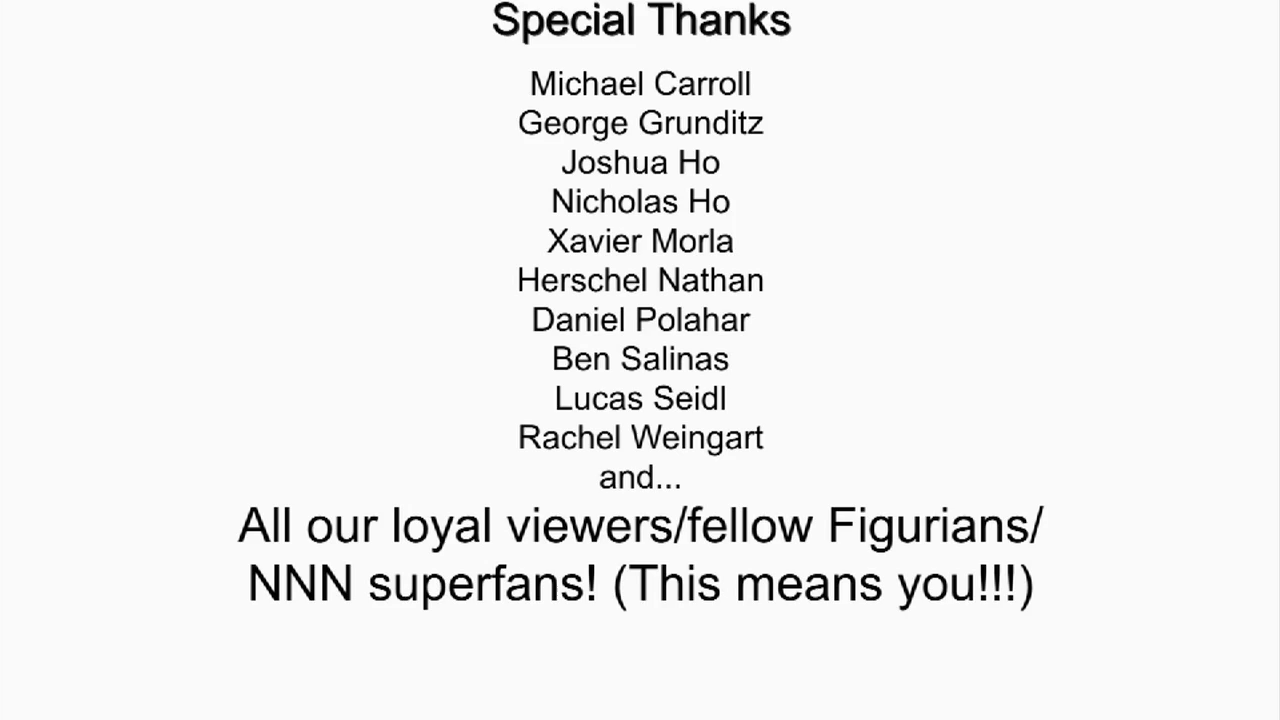 Special Thanks
Michael Carroll
George Grunditz
Joshua Ho
Nicholas Ho
Xavier Morla
Herschel Nathan
Daniel Polahar
Ben Salinas
Lucas Seidl
Rachel Weingart
and...
All our loyal viewers/fellow Figurians/
NNN superfans! (This means you!!!)